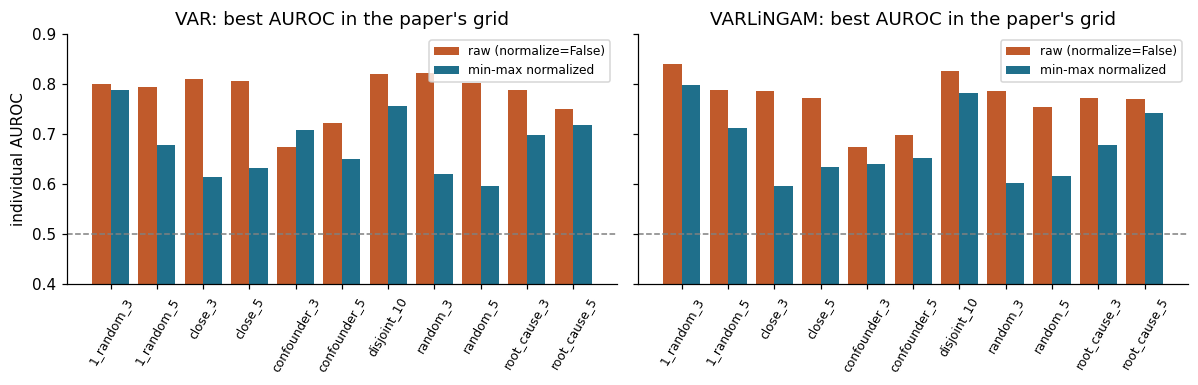 VAR: best AUROC in the paper's grid
VARLiNGAM: best AUROC in the paper's grid
individual AUROC
0.9
0.8
0.7
0.6
0.5
0.4
raw (normalize=False)
min-max normalized
raw (normalize=False)
min-max normalized
1_random_3
1_random_5
close_3
close_5
confounder_3
confounder_5
disjoint_10
random_3
random_5
root_cause_3
root_cause_5
1_random_3
1_random_5
close_3
close_5
confounder_3
confounder_5
disjoint_10
random_3
random_5
root_cause_3
root_cause_5